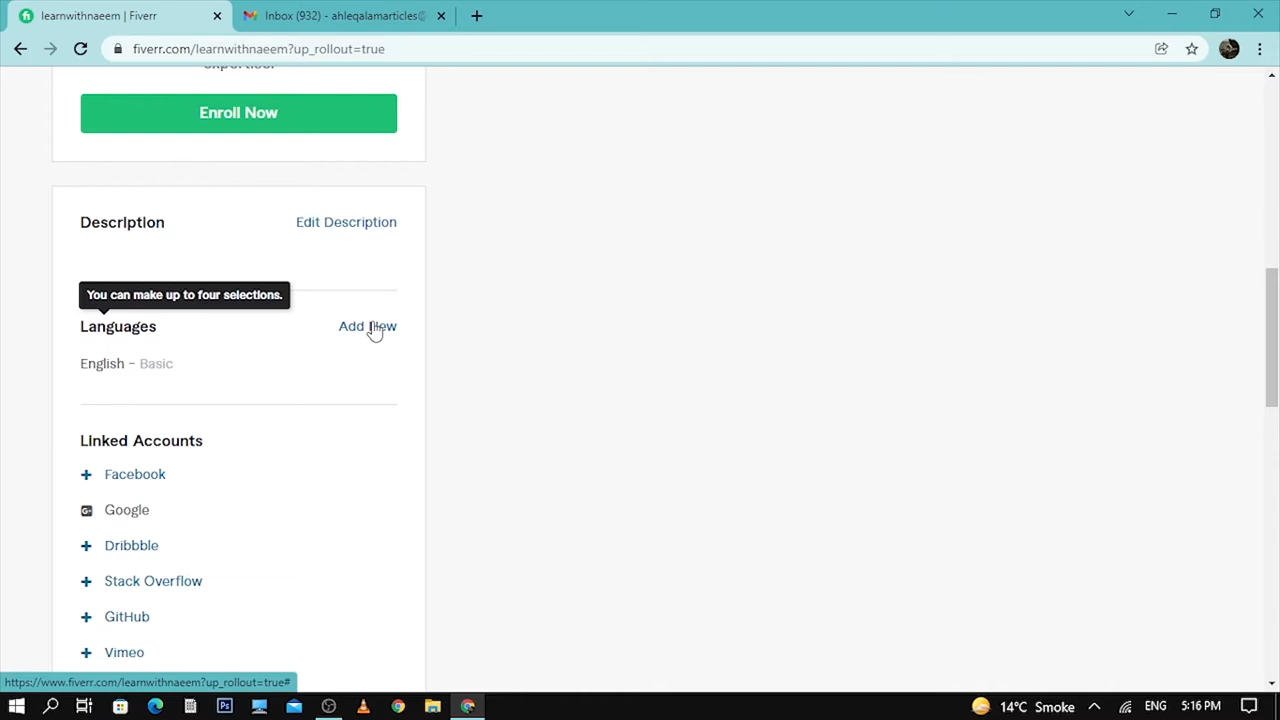 learnwithnaeem | Fiverr
Inbox (932) - ahleqalamarticles@
fiverr.com/learnwithnaeem?up_rollout=true
Enroll Now
Description
Edit Description
You can make up to four selections.
Languages
Add New
English - Basic
Linked Accounts
Facebook
Google
Dribbble
Stack Overflow
GitHub
Vimeo
https://www.fiverr.com/learnwithnaeem?up_rollout=true#
14°C Smoke
ENG
5:16 PM